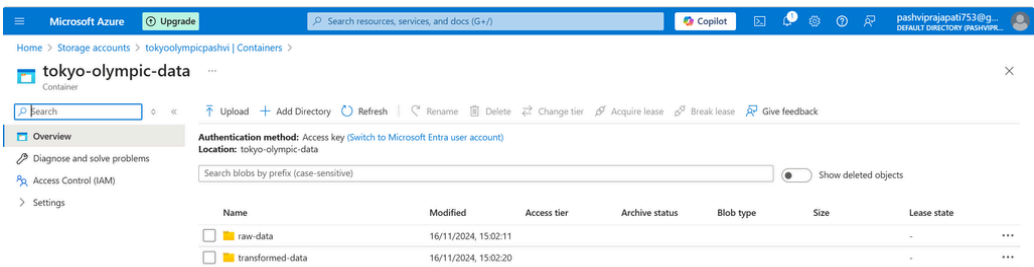 Microsoft Azure Upgrade Search resources, services, and docs (G+/) Copilot 1 pashviprajapati753@g...
DEFAULT DIRECTORY (PASHVIPR...
Home > Storage accounts > tokyoolympicpashvi | Containers >
tokyo-olympic-data ...
Container
Search
Upload Add Directory Refresh Rename Delete Change tier Acquire lease Break lease Give feedback
Overview
Diagnose and solve problems
Access Control (IAM)
Settings
Authentication method: Access key (Switch to Microsoft Entra user account)
Location: tokyo-olympic-data
Search blobs by prefix (case-sensitive)
Show deleted objects
Name Modified Access tier Archive status Blob type Size Lease state
raw-data 16/11/2024, 15:02:11 - ...
transformed-data 16/11/2024, 15:02:20 - ...